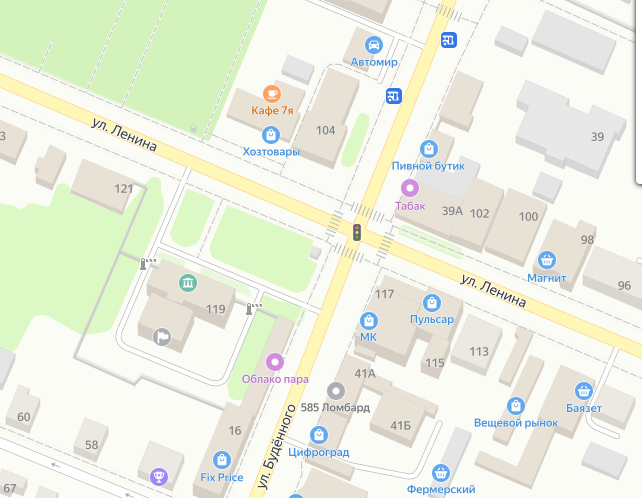 Автомир
Кафе 7я
ул. Ленина
104
Хозтовары
39
3
Пивной бутик
121
Табак
39А
102
100
98
Магнит
96
ул. Ленина
119
117
Пульсар
МК
113
115
Облако пара
41А
585 Ломбард
Баязет
Вещевой рынок
60
41Б
16
58
ул. Будённого
Цифроград
Fix Price
67
Фермерский